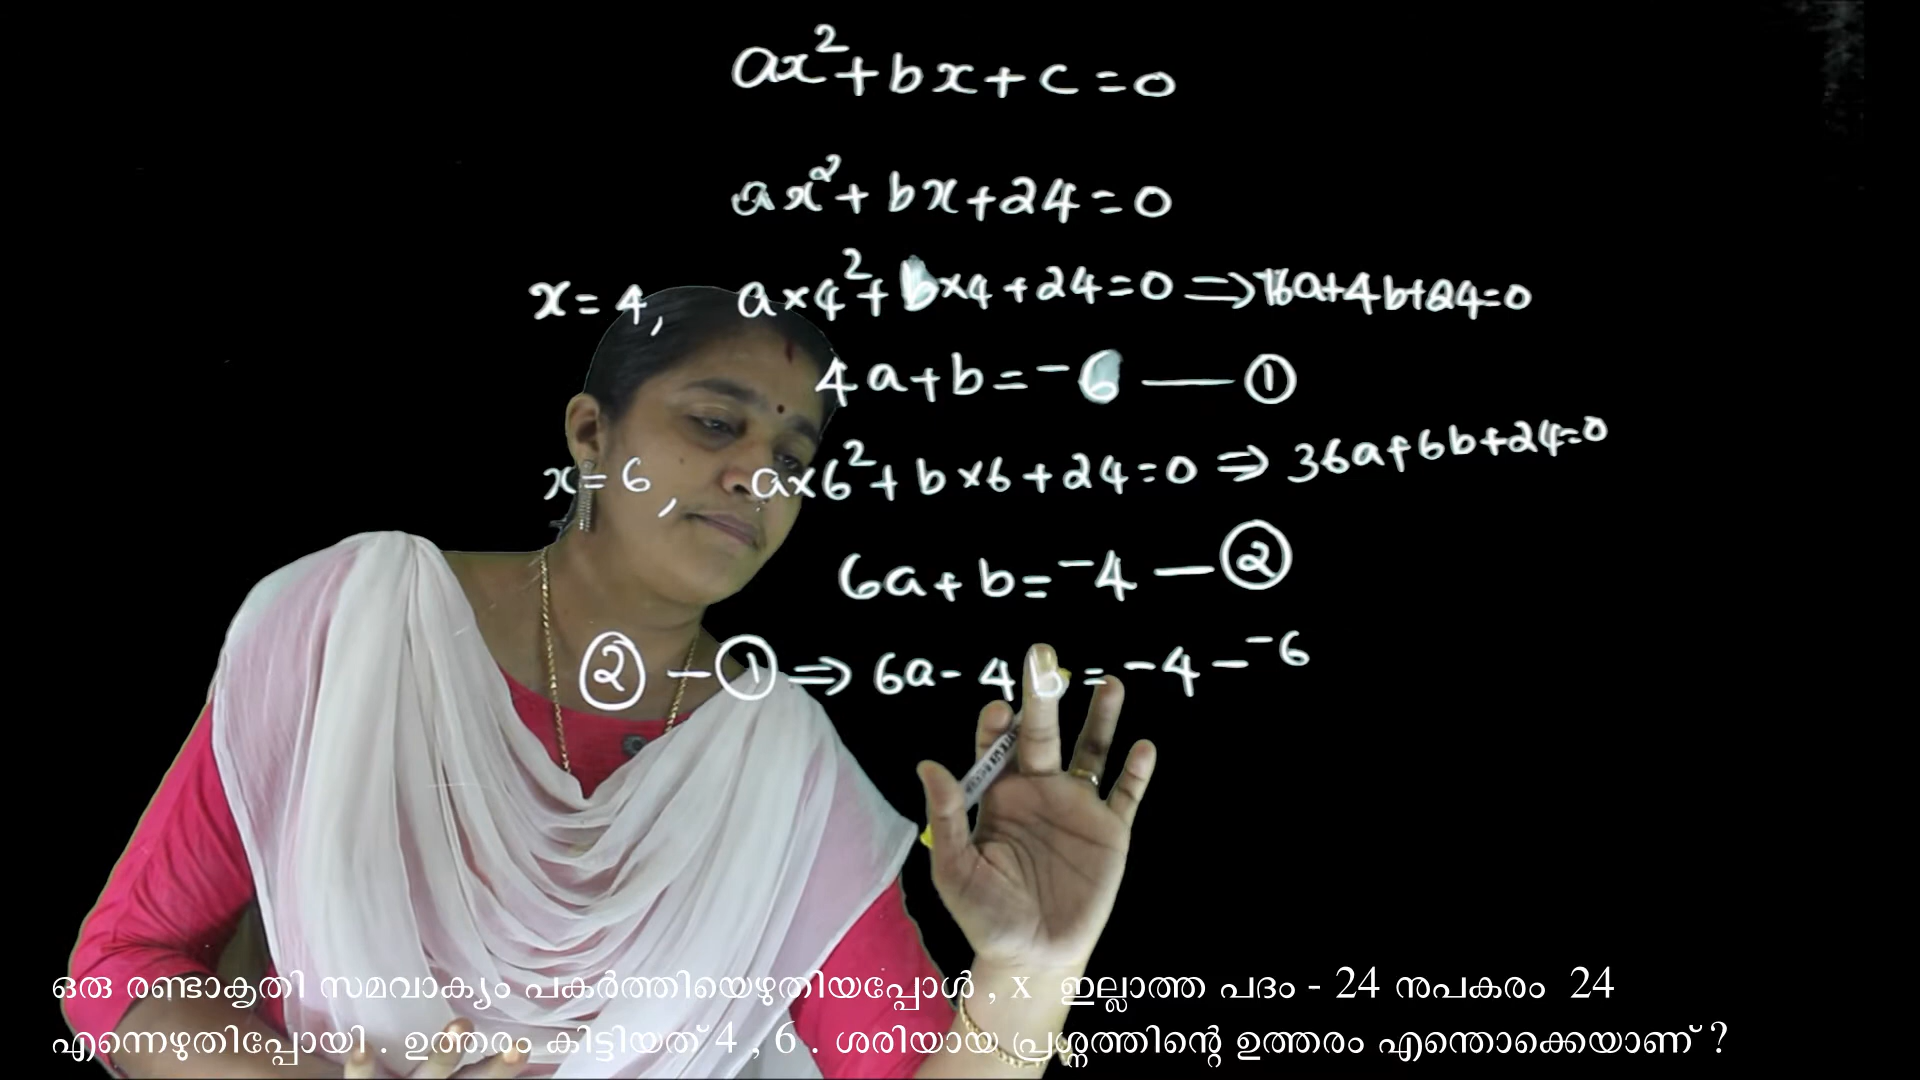 ax²+bx+c=0
ax²+bx+24=0
x=4, a×4²+b×4+24=0 ⇒16a+4b+24=0
4a+b=⁻6 — ①
x=6, a×6²+b×6+24=0 ⇒ 36a+6b+24=0
6a+b=⁻4 — ②
② – ① ⇒ 6a-4 = -4 – ⁻6
ഒരു രണ്ടാകൃതി സമവാക്യം പകർത്തിയെഴുതിയപ്പോൾ , x ഇല്ലാത്ത പദം - 24 നുപകരം 24
എന്നെഴുതിപ്പോയി . ഉത്തരം കിട്ടിയത് 4 , 6 . ശരിയായ പ്രശ്നത്തിന്റെ ഉത്തരം എന്തൊക്കെയാണ് ?